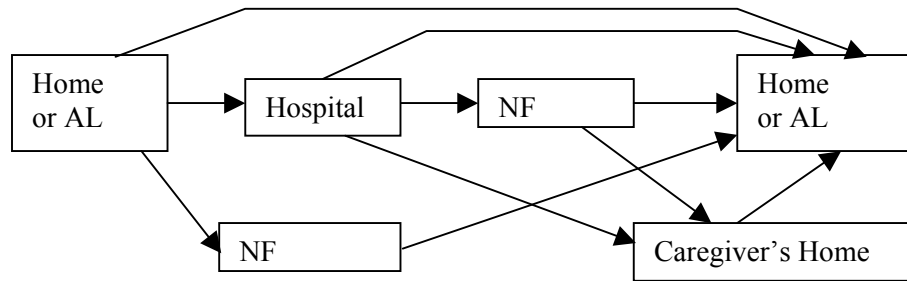 Home
or AL
Hospital
NF
Home
or AL
NF
Caregiver’s Home